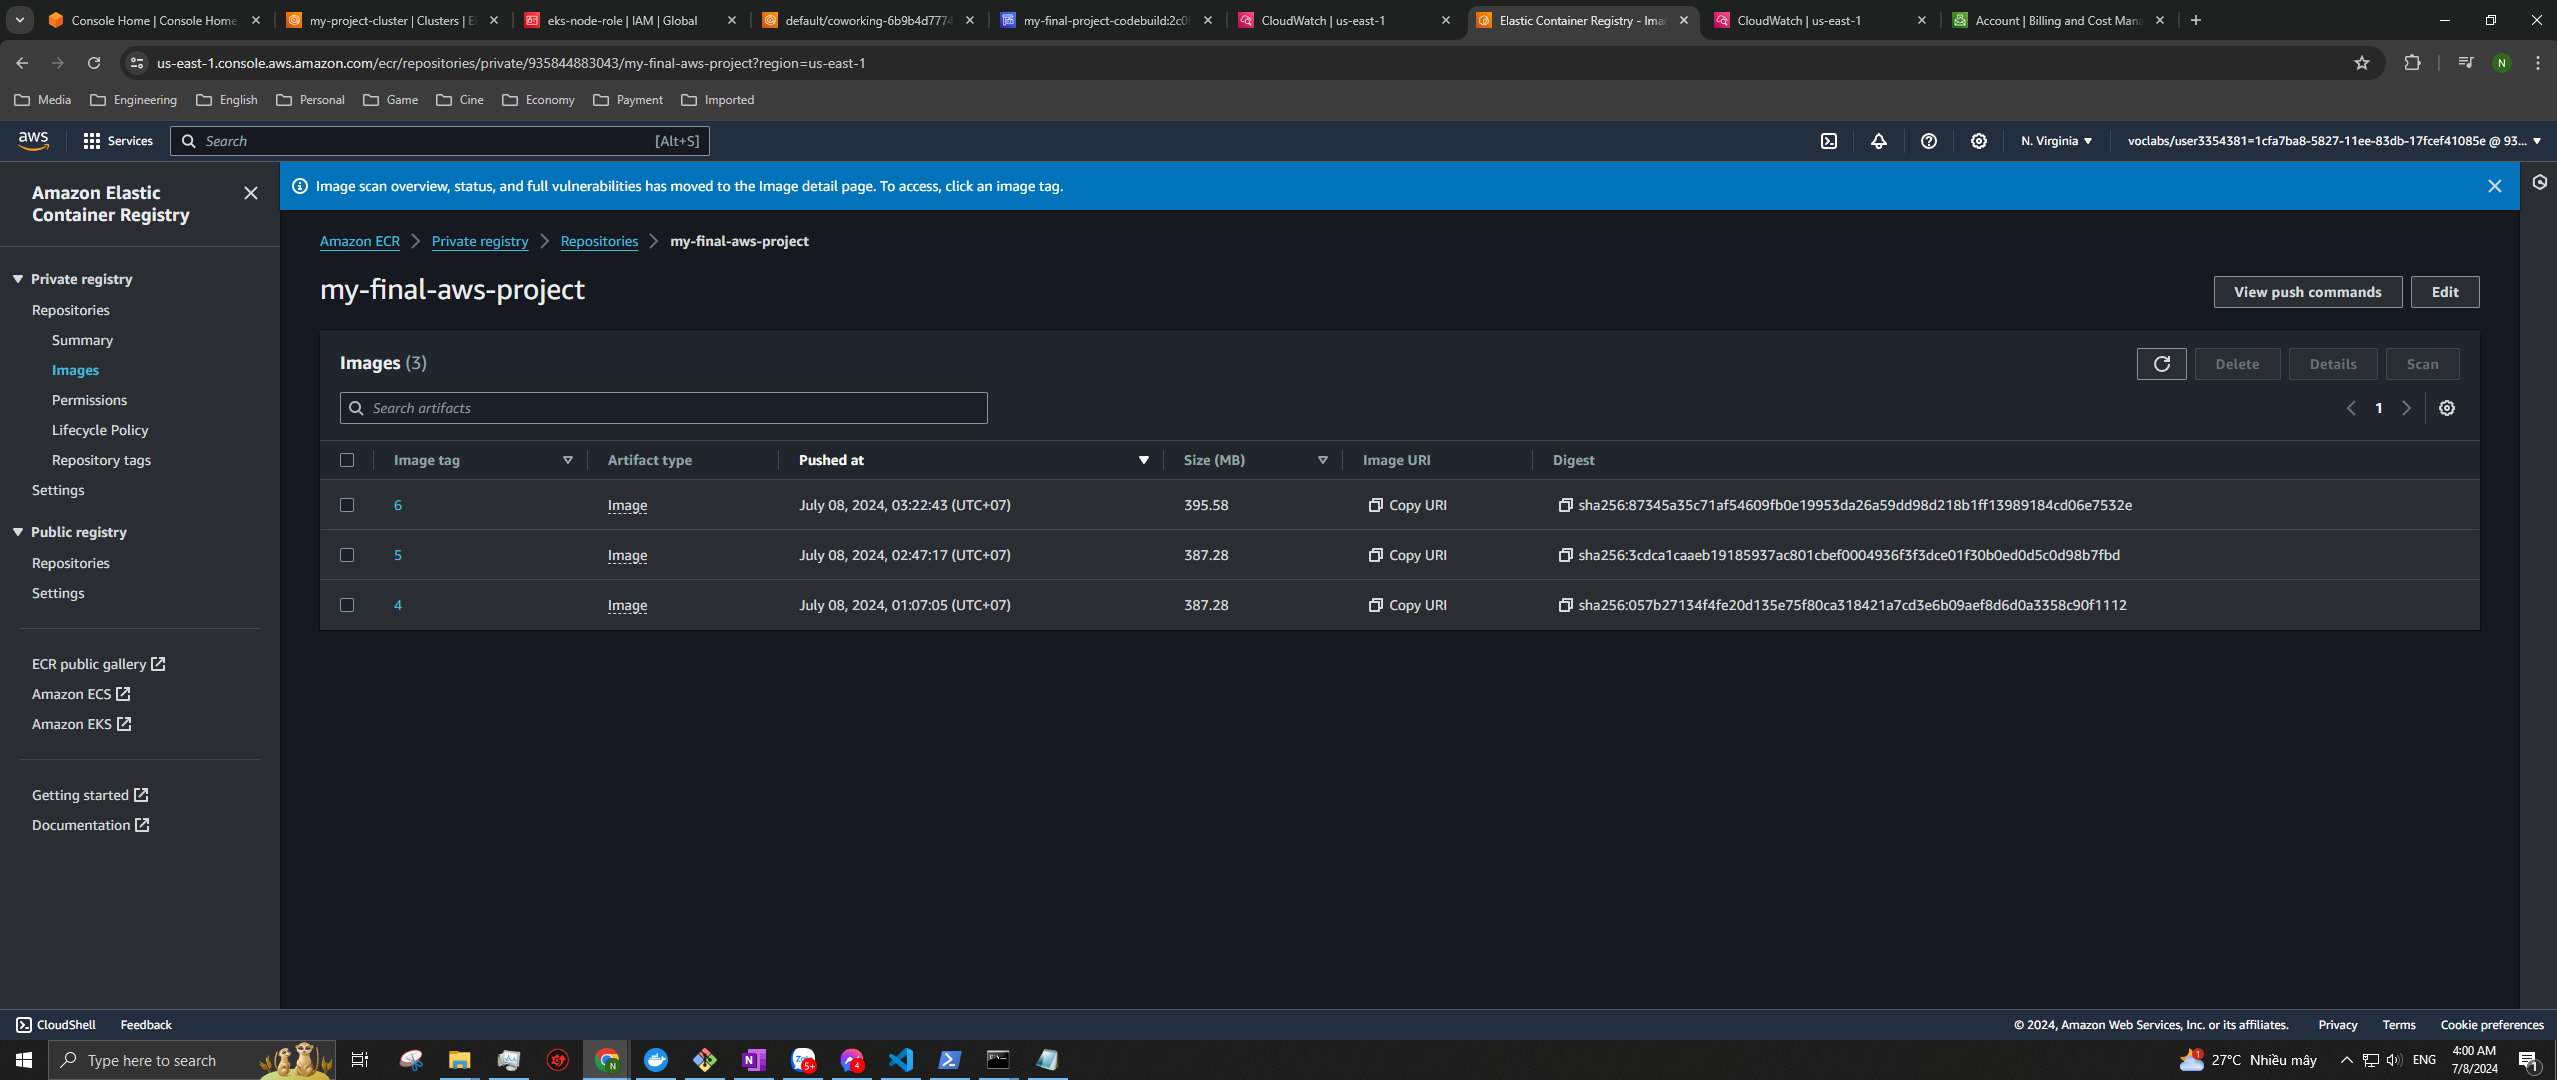 Console Home | Console Home
my-project-cluster | Clusters | El
eks-node-role | IAM | Global
default/coworking-6b9b4d7774
my-final-project-codebuild:2c0f
CloudWatch | us-east-1
Elastic Container Registry - Ima
CloudWatch | us-east-1
Account | Billing and Cost Mana
us-east-1.console.aws.amazon.com/ecr/repositories/private/935844883043/my-final-aws-project?region=us-east-1
N
Media
Engineering
English
Personal
Game
Cine
Economy
Payment
Imported
aws
Services
Search
[Alt+S]
N. Virginia
voclabs/user3354381=1cfa7ba8-5827-11ee-83db-17fcef41085e @ 93...
Amazon Elastic
Container Registry
Private registry
Repositories
Summary
Images
Permissions
Lifecycle Policy
Repository tags
Settings
Public registry
Repositories
Settings
ECR public gallery
Amazon ECS
Amazon EKS
Getting started
Documentation
Image scan overview, status, and full vulnerabilities has moved to the Image detail page. To access, click an image tag.
Amazon ECR
Private registry
Repositories
my-final-aws-project
my-final-aws-project
View push commands
Edit
Images (3)
Delete
Details
Scan
Search artifacts
1
Image tag
Artifact type
Pushed at
Size (MB)
Image URI
Digest
6 Image July 08, 2024, 03:22:43 (UTC+07) 395.58 Copy URI sha256:87345a35c71af54609fb0e19953da26a59dd98d218b1ff13989184cd06e7532e
5 Image July 08, 2024, 02:47:17 (UTC+07) 387.28 Copy URI sha256:3cdca1caaeb19185937ac801cbef0004936f3f3dce01f30b0ed0d5c0d98b7fbd
4 Image July 08, 2024, 01:07:05 (UTC+07) 387.28 Copy URI sha256:057b27134f4fe20d135e75f80ca318421a7cd3e6b09aef8d6d0a3358c90f1112
CloudShell
Feedback
© 2024, Amazon Web Services, Inc. or its affiliates.
Privacy
Terms
Cookie preferences
Type here to search
N
N
Zalo
5+
4
1
27°C Nhiều mây
ENG
4:00 AM
7/8/2024
1